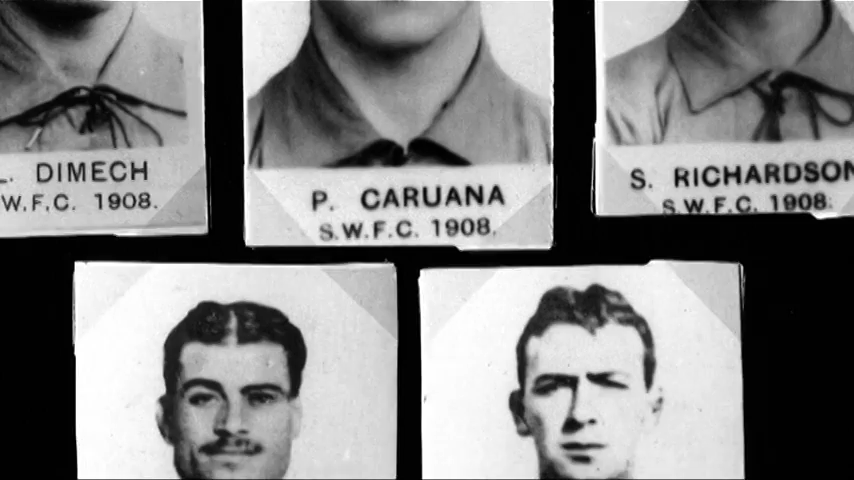 L. DIMECH
W.F.C. 1908.
P. CARUANA
S.W.F.C. 1908.
S. RICHARDSON
S.W.F.C. 1908.